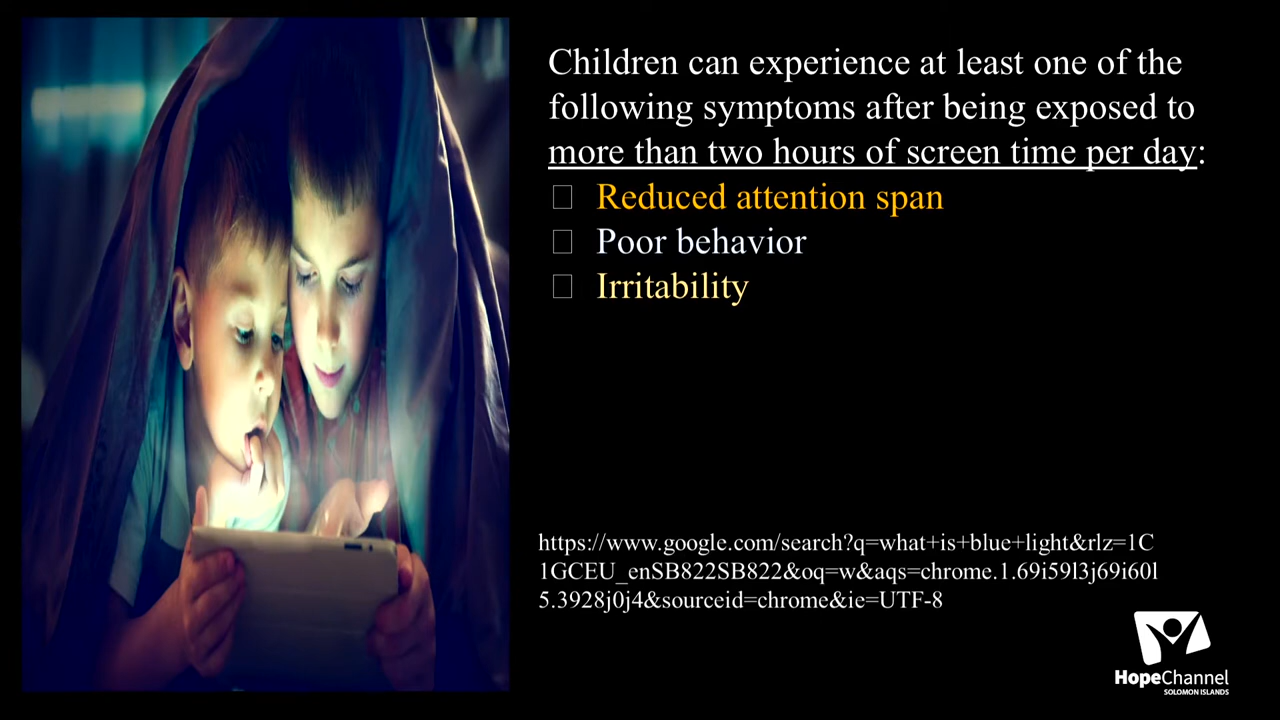 Children can experience at least one of the
following symptoms after being exposed to
more than two hours of screen time per day:
Reduced attention span
Poor behavior
Irritability
https://www.google.com/search?q=what+is+blue+light&rlz=1C
1GCEU_enSB822SB822&oq=w&aqs=chrome.1.69i59l3j69i60l
5.3928j0j4&sourceid=chrome&ie=UTF-8
HopeChannel
SOLOMON ISLANDS